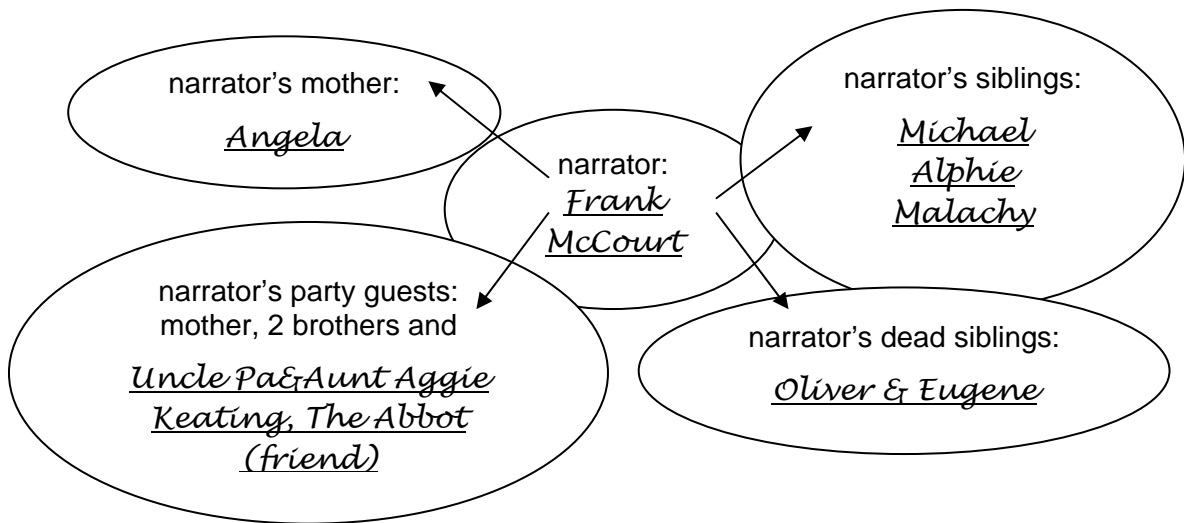 narrator's mother:
Angela
narrator:
Frank
McCourt
narrator's siblings:
Michael
Alphie
Malachy
narrator's party guests:
mother, 2 brothers and
Uncle Pa&Aunt Aggie
Keating, The Abbot
(friend)
narrator's dead siblings:
Oliver & Eugene